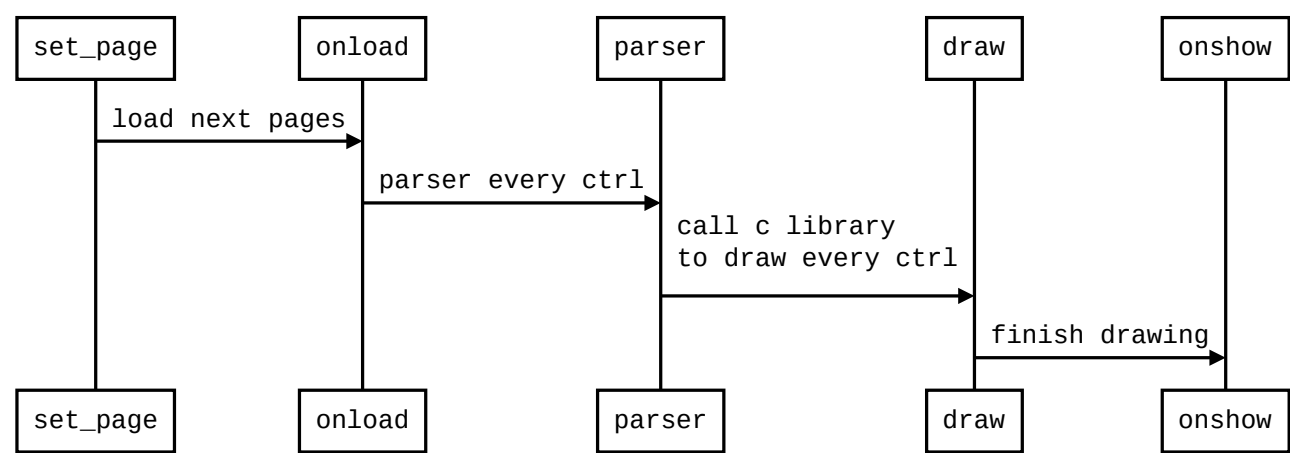 set_page
onload
parser
draw
onshow
load next pages
parser every ctrl
call c library
to draw every ctrl
finish drawing
set_page
onload
parser
draw
onshow